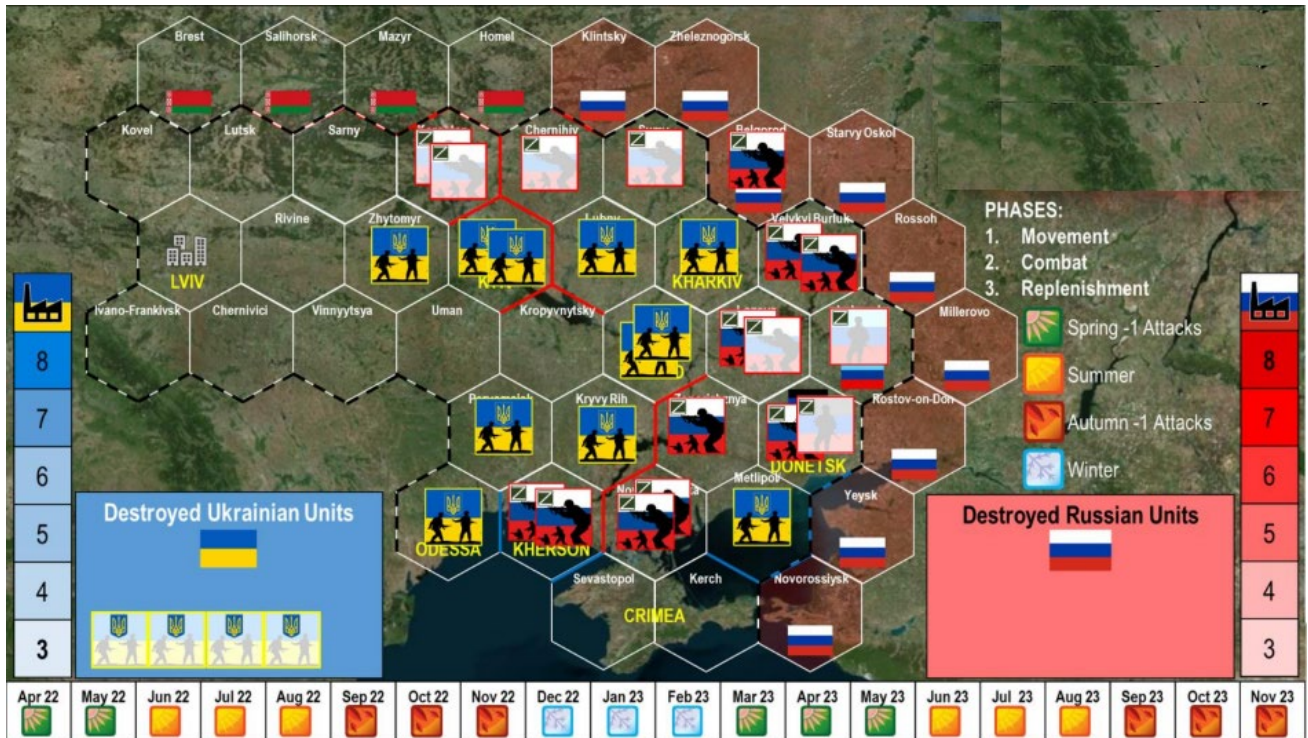 Brest
Salihorsk
Mazyr
Homel
Klintsky
Zheleznogorsk
Kovel
Lutsk
Sarny
Chernihiv
Belgorod
Starvy Oskol
Rivine
Zhytomyr
Lubny
Velykyi Burluk
Rossoh
LVIV
KHARKIV
Ivano-Frankivsk
Chernivici
Vinnyytsya
Uman
Kropyvnytsky
Millerovo
Kryvy Rih
Rostov-on-Don
DONETSK
Metlipol
Yeysk
ODESSA
KHERSON
Sevastopol
Kerch
Novorossiysk
CRIMEA
PHASES:
1. Movement
2. Combat
3. Replenishment
Spring -1 Attacks
Summer
Autumn -1 Attacks
Winter
8
7
6
5
4
3
8
7
6
5
4
3
Destroyed Ukrainian Units
Destroyed Russian Units
Apr 22 May 22 Jun 22 Jul 22 Aug 22 Sep 22 Oct 22 Nov 22 Dec 22 Jan 23 Feb 23 Mar 23 Apr 23 May 23 Jun 23 Jul 23 Aug 23 Sep 23 Oct 23 Nov 23